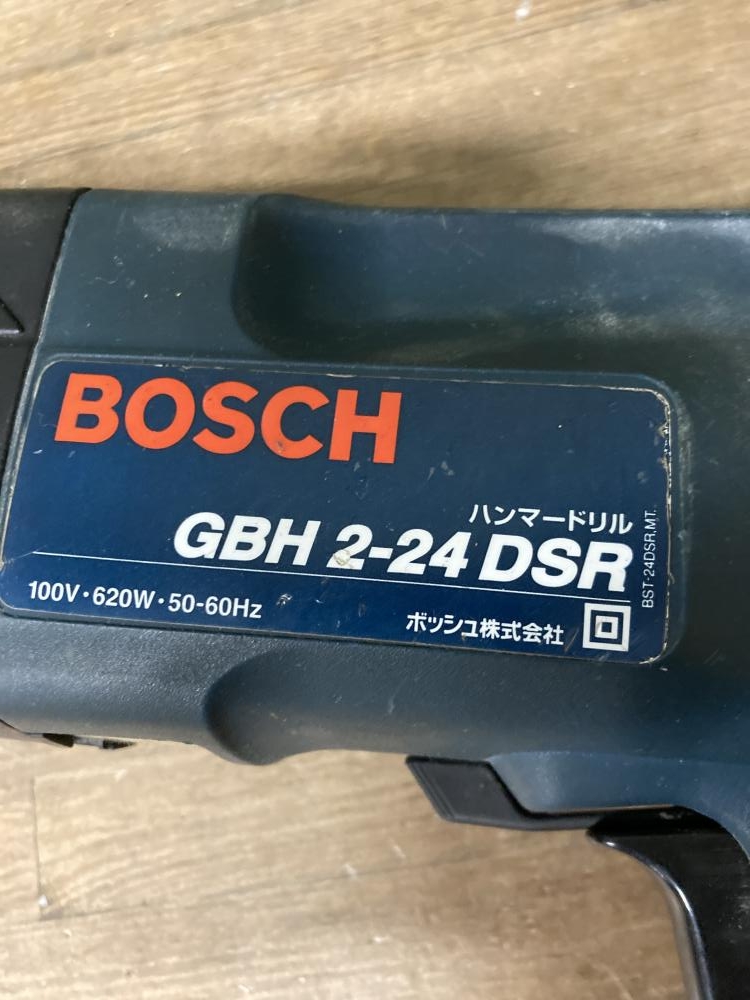 BOSCH
ハンマードリル
GBH 2-24 DSR
100V・620W・50-60Hz
ボッシュ株式会社
BST・24DSR.MT.